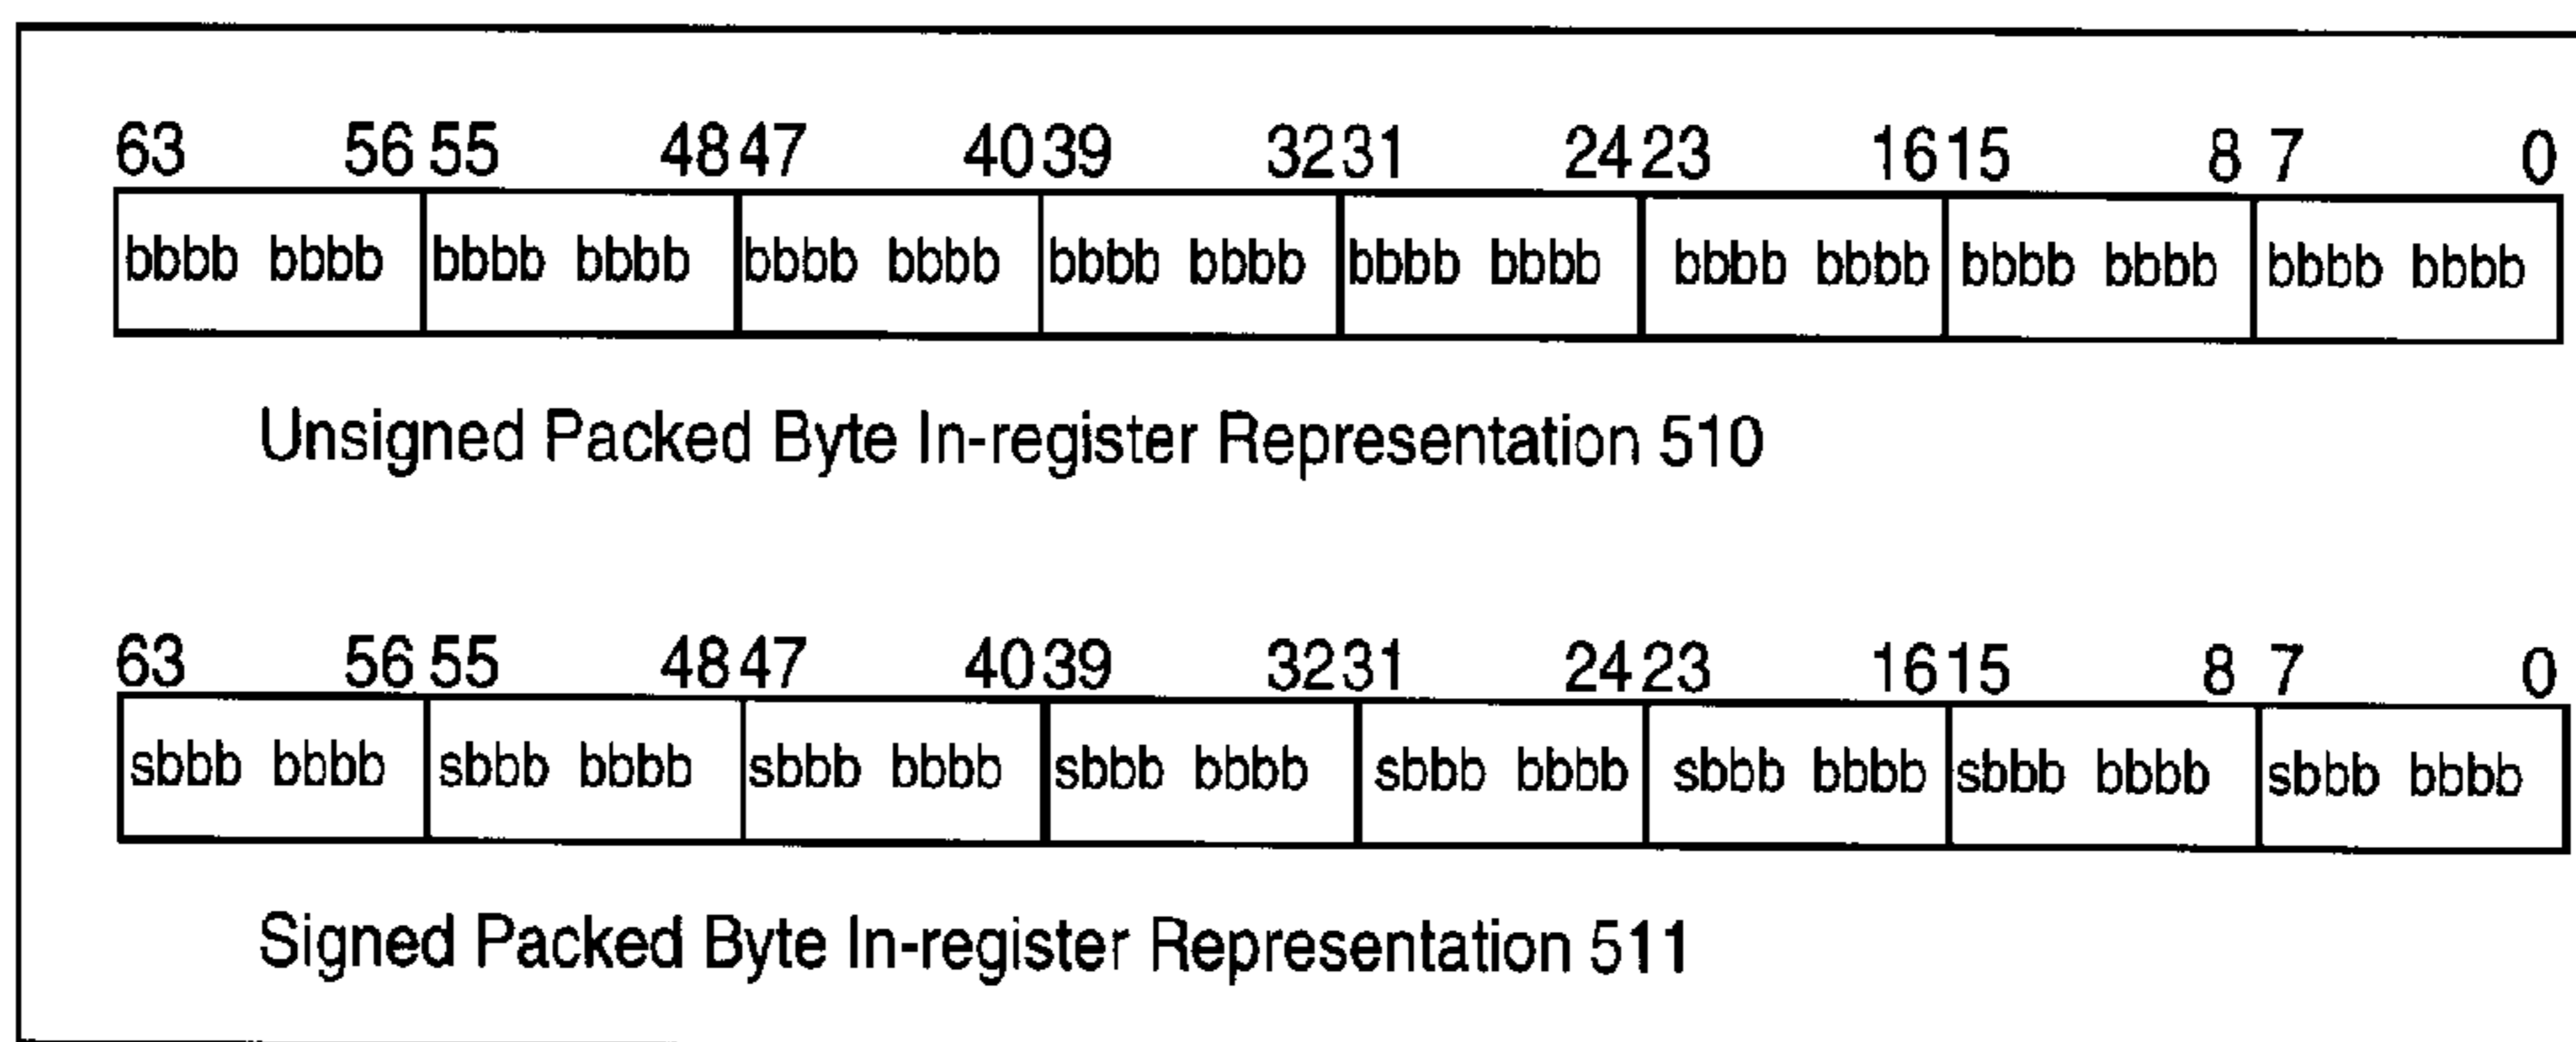 63 56 55 48 47 40 39 32 31 24 23 16 15 8 7 0
bbbb bbbb bbbb bbbb bbbb bbbb bbbb bbbb bbbb bbbb bbbb bbbb bbbb bbbb bbbb bbbb
Unsigned Packed Byte In-register Representation 510
63 56 55 48 47 40 39 32 31 24 23 16 15 8 7 0
sbbb bbbb sbbb bbbb sbbb bbbb sbbb bbbb sbbb bbbb sbbb bbbb sbbb bbbb sbbb bbbb
Signed Packed Byte In-register Representation 511